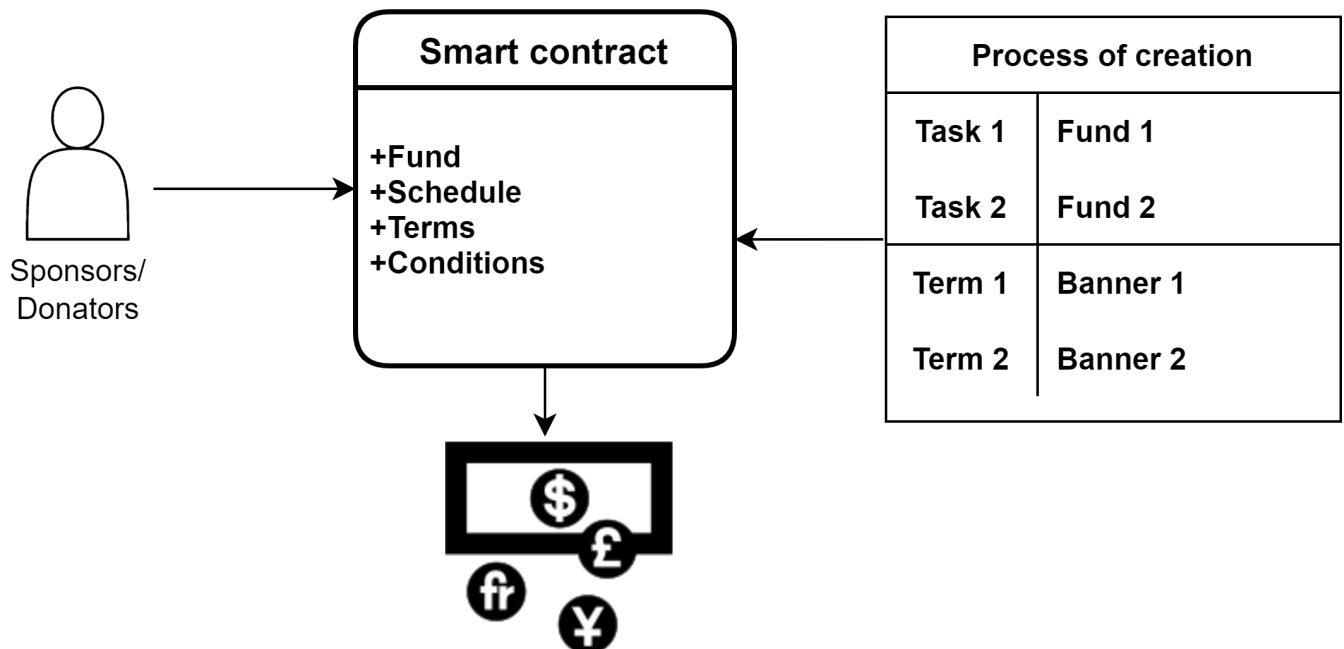 Smart contract
+Fund
+Schedule
+Terms
+Conditions
Sponsors/
Donators
Process of creation
Task 1 Fund 1
Task 2 Fund 2
Term 1 Banner 1
Term 2 Banner 2
$
£
fr
¥